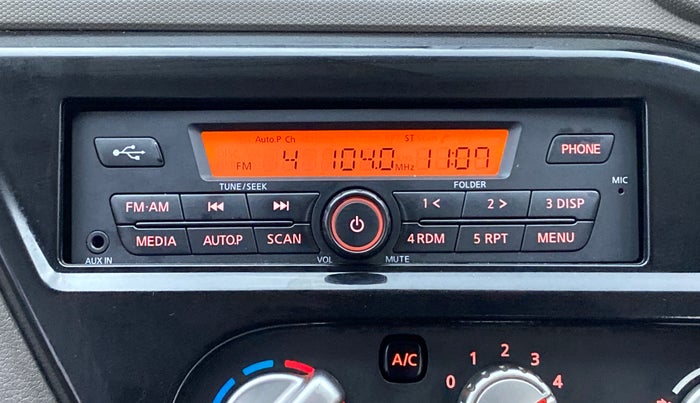 Auto.P Ch ST
FM 4 104.0 MHz 11:07
PHONE
TUNE/SEEK FOLDER
MIC
FM·AM 1 < 2 > 3 DISP
MEDIA AUTO.P SCAN 4 RDM 5 RPT MENU
AUX IN VOL MUTE
A/C
0 1 2 3 4